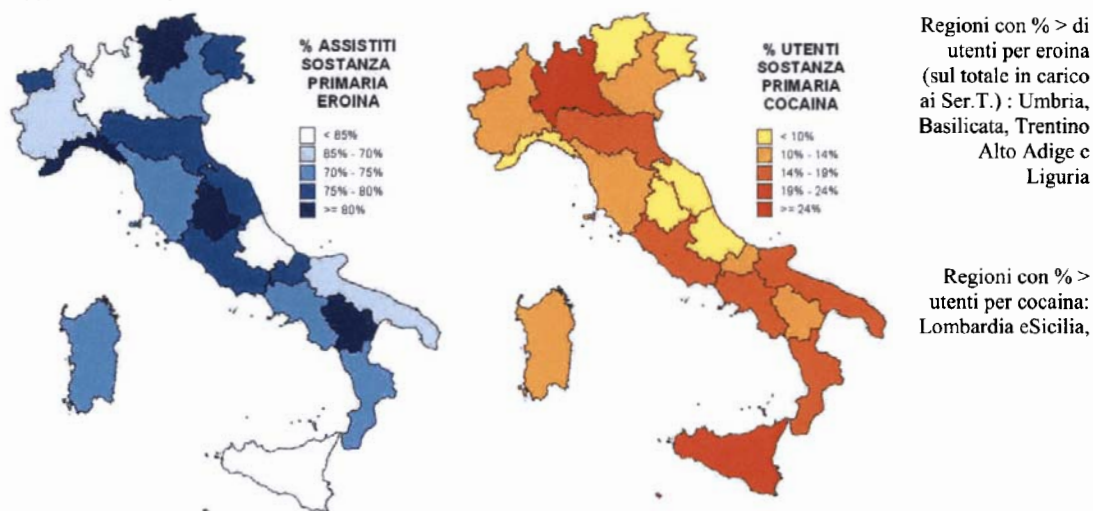 % ASSISTITI
SOSTANZA
PRIMARIA
EROINA
< 85%
85% - 70%
70% - 75%
75% - 80%
>= 80%
% UTENTI
SOSTANZA
PRIMARIA
COCAINA
< 10%
10% - 14%
14% - 19%
19% - 24%
>= 24%
Regioni con % > di
utenti per eroina
(sul totale in carico
ai Ser.T.) : Umbria,
Basilicata, Trentino
Alto Adige e
Liguria
Regioni con % >
utenti per cocaina:
Lombardia eSicilia,